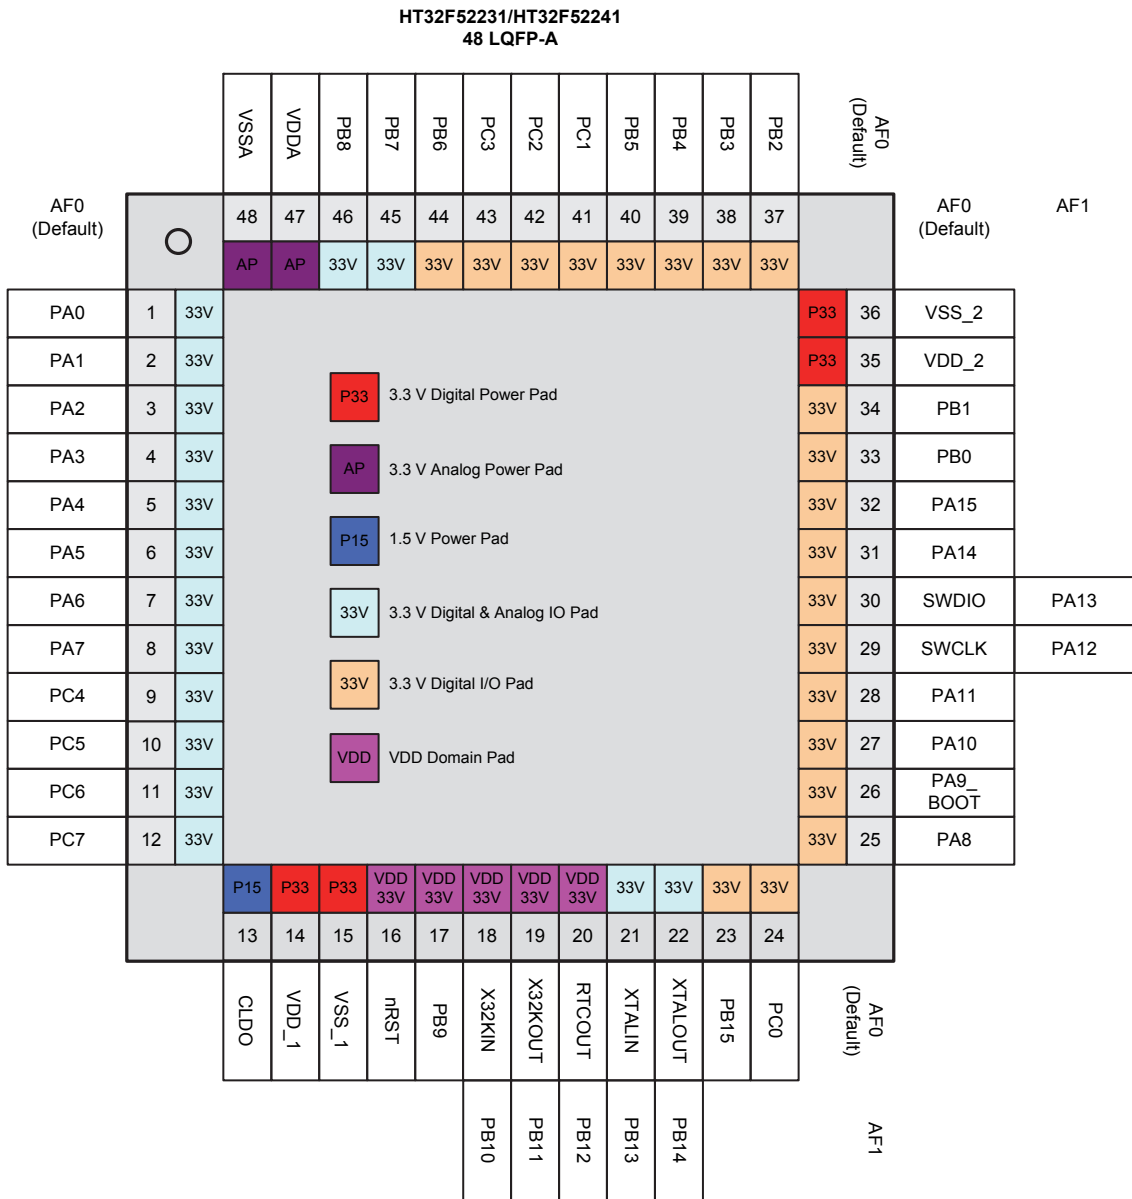 HT32F52231/HT32F52241
48 LQFP-A
VSSA VDDA PB8 PB7 PB6 PC3 PC2 PC1 PB5 PB4 PB3 PB2
AF0
(Default)
AF0
(Default)
48 47 46 45 44 43 42 41 40 39 38 37
AF0
(Default)
AF1
AP AP 33V 33V 33V 33V 33V 33V 33V 33V 33V 33V
PA0 1 33V
P33 36 VSS_2
PA1 2 33V
P33 35 VDD_2
P33 3.3 V Digital Power Pad
PA2 3 33V
33V 34 PB1
PA3 4 33V
AP 3.3 V Analog Power Pad
33V 33 PB0
PA4 5 33V
33V 32 PA15
P15 1.5 V Power Pad
PA5 6 33V
33V 31 PA14
PA6 7 33V
33V 3.3 V Digital & Analog IO Pad
33V 30 SWDIO PA13
PA7 8 33V
33V 29 SWCLK PA12
33V 3.3 V Digital I/O Pad
PC4 9 33V
33V 28 PA11
PC5 10 33V
VDD VDD Domain Pad
33V 27 PA10
PC6 11 33V
33V 26 PA9_
BOOT
PC7 12 33V
33V 25 PA8
P15 P33 P33 VDD VDD VDD VDD VDD 33V 33V 33V 33V
33V 33V 33V 33V 33V
13 14 15 16 17 18 19 20 21 22 23 24
CLDO VDD_1 VSS_1 nRST PB9 X32KIN X32KOUT RTCOUT XTALIN XTALOUT PB15 PC0
AF0
(Default)
PB10 PB11 PB12 PB13 PB14
AF1